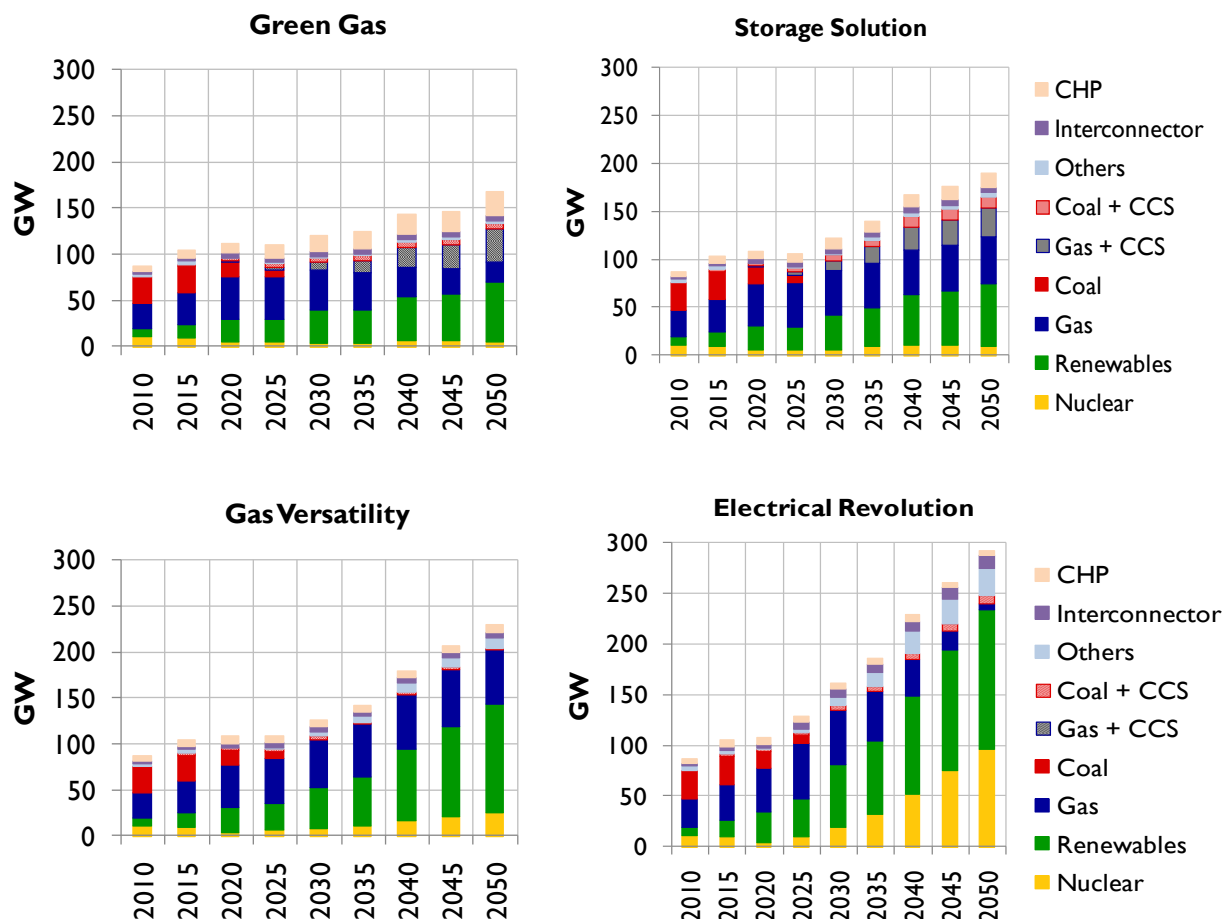 Green Gas
300
250
200
150
100
50
0
GW
2010
2015
2020
2025
2030
2035
2040
2045
2050
Storage Solution
300
250
200
150
100
50
0
GW
2010
2015
2020
2025
2030
2035
2040
2045
2050
CHP
Interconnector
Others
Coal + CCS
Gas + CCS
Coal
Gas
Renewables
Nuclear
Gas Versatility
300
250
200
150
100
50
0
GW
2010
2015
2020
2025
2030
2035
2040
2045
2050
Electrical Revolution
300
250
200
150
100
50
0
GW
2010
2015
2020
2025
2030
2035
2040
2045
2050
CHP
Interconnector
Others
Coal + CCS
Gas + CCS
Coal
Gas
Renewables
Nuclear